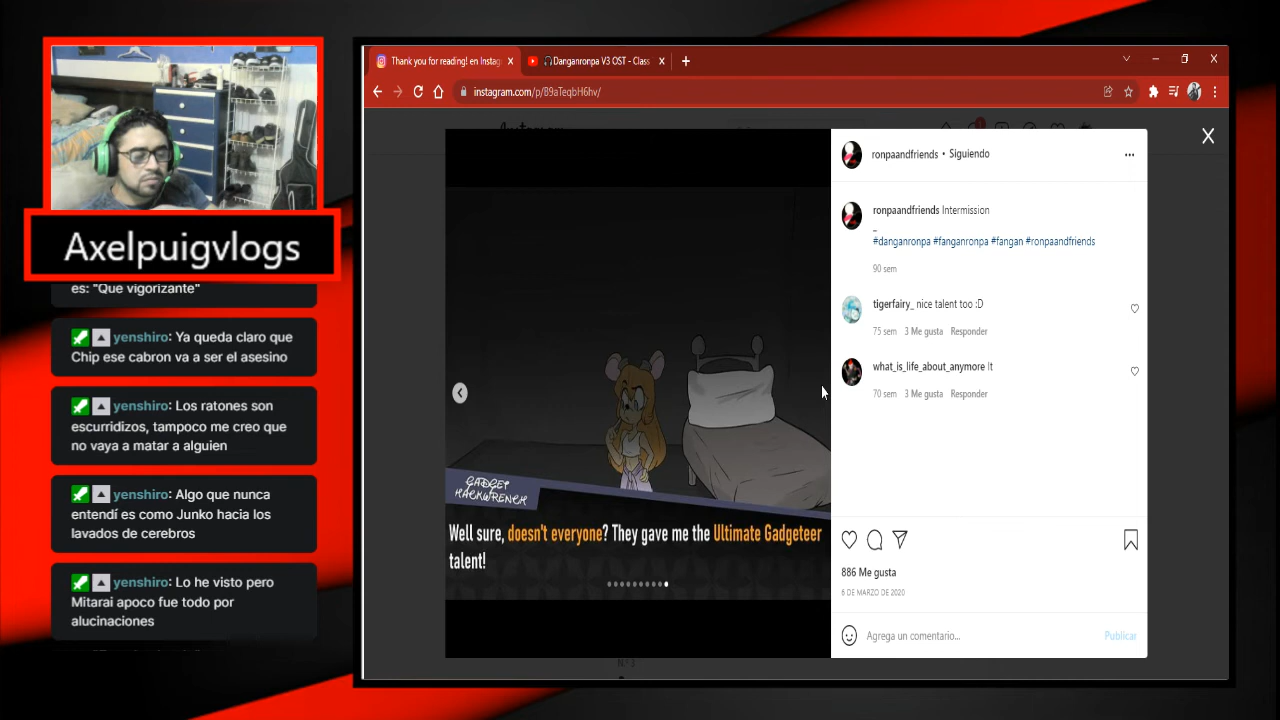 Axelpuigvlogs
es: "Que vigorizante"
yenshiro: Ya queda claro que
Chip ese cabron va a ser el asesino
yenshiro: Los ratones son
escurridizos, tampoco me creo que
no vaya a matar a alguien
yenshiro: Algo que nunca
entendí es como Junko hacia los
lavados de cerebros
yenshiro: Lo he visto pero
Mitarai apoco fue todo por
alucinaciones
Thank you for reading! en Instag
Danganronpa V3 OST - Class
instagram.com/p/B9aTeqbH6hv/
ronpaandfriends • Siguiendo
ronpaandfriends Intermission
_
#danganronpa #fanganronpa #fangan #ronpaandfriends
90 sem
tigerfairy_ nice talent too :D
75 sem 3 Me gusta Responder
what_is_life_about_anymore It
70 sem 3 Me gusta Responder
GADGET
HACKWRENCH
Well sure, doesn't everyone? They gave me the Ultimate Gadgeteer
talent!
886 Me gusta
6 DE MARZO DE 2020
Agrega un comentario...
Publicar
N.º 3